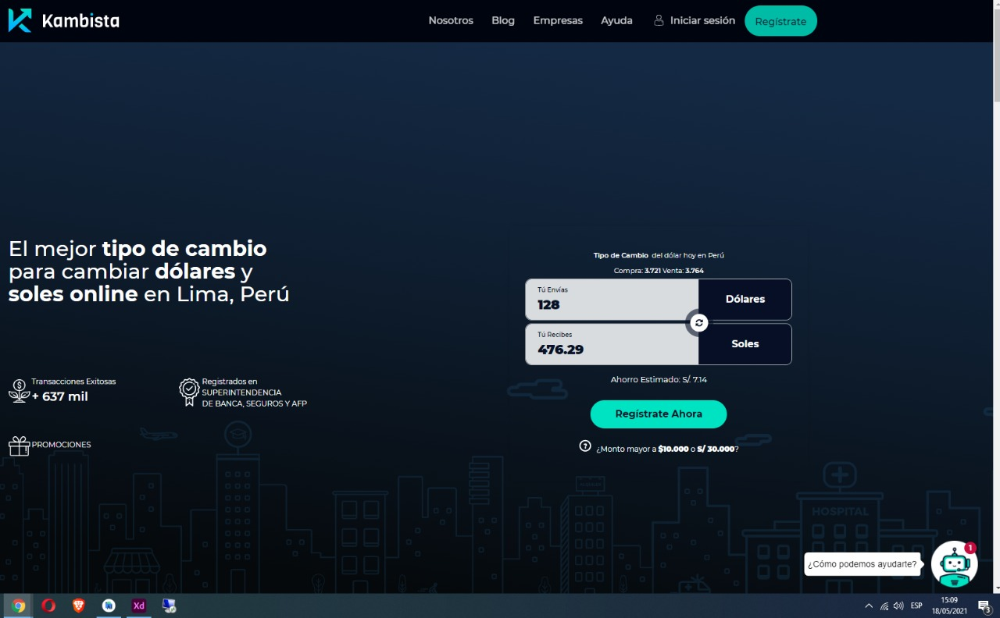 Kambista
Nosotros
Blog
Empresas
Ayuda
Iniciar sesión
Regístrate
El mejor tipo de cambio
para cambiar dólares y
soles online en Lima, Perú
Transacciones Exitosas
+ 637 mil
Registrados en
SUPERINTENDENCIA
DE BANCA, SEGUROS Y AFP
PROMOCIONES
Tipo de Cambio del dólar hoy en Perú
Compra: 3.721 Venta: 3.764
Tú Envías
128
Dólares
Tú Recibes
476.29
Soles
Ahorro Estimado: S/. 7.14
Regístrate Ahora
¿Monto mayor a $10.000 o S/ 30.000?
HOSPITAL
1
¿Cómo podemos ayudarte?
Xd
ESP
15:09
18/05/2021
3